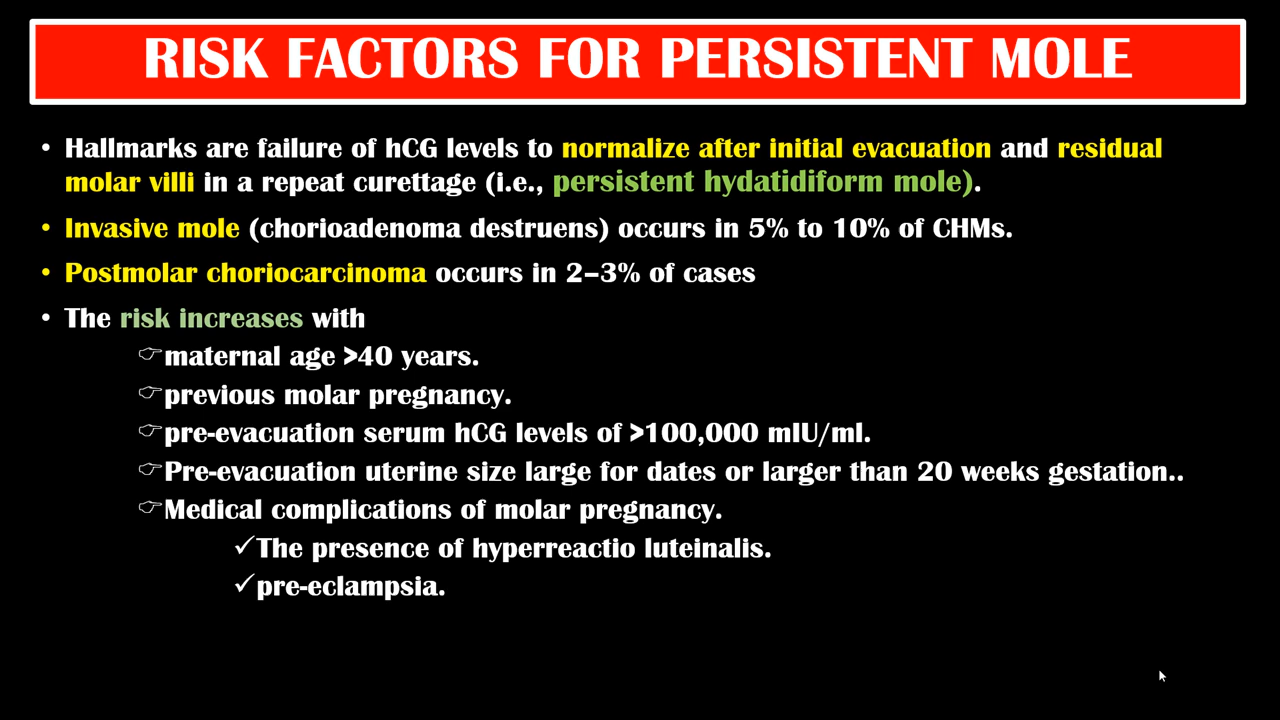 RISK FACTORS FOR PERSISTENT MOLE
• Hallmarks are failure of hCG levels to normalize after initial evacuation and residual
molar villi in a repeat curettage (i.e., persistent hydatidiform mole).
• Invasive mole (chorioadenoma destruens) occurs in 5% to 10% of CHMs.
• Postmolar choriocarcinoma occurs in 2–3% of cases
• The risk increases with
☞maternal age >40 years.
☞previous molar pregnancy.
☞pre-evacuation serum hCG levels of >100,000 mIU/ml.
☞Pre-evacuation uterine size large for dates or larger than 20 weeks gestation..
☞Medical complications of molar pregnancy.
✓The presence of hyperreactio luteinalis.
✓pre-eclampsia.